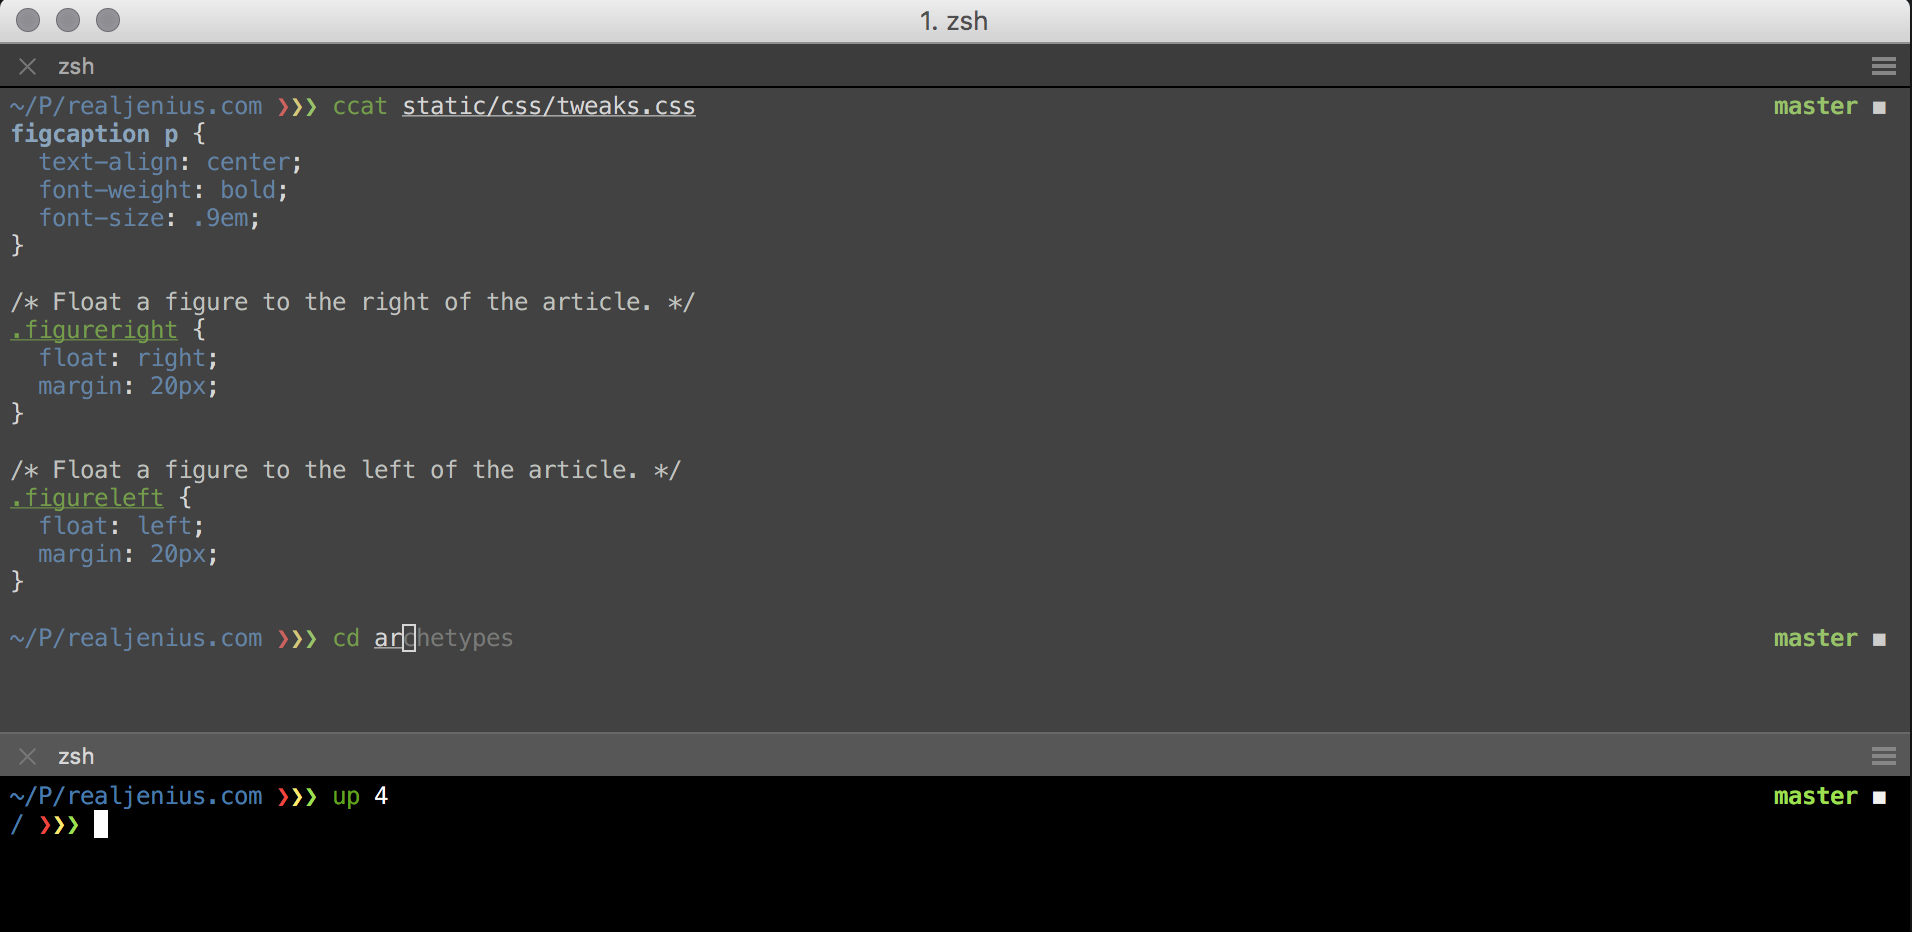 1. zsh
zsh
~/P/realjenius.com ❯❯❯ ccat static/css/tweaks.css master ■
figcaption p {
  text-align: center;
  font-weight: bold;
  font-size: .9em;
}
/* Float a figure to the right of the article. */
.figureright {
  float: right;
  margin: 20px;
}
/* Float a figure to the left of the article. */
.figureleft {
  float: left;
  margin: 20px;
}
~/P/realjenius.com ❯❯❯ cd archetypes master ■
zsh
~/P/realjenius.com ❯❯❯ up 4 master ■
/ ❯❯❯